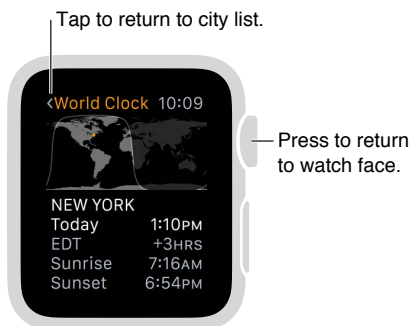 Tap to return to city list.
<World Clock 10:09
Press to return
to watch face.
NEW YORK
Today 1:10PM
EDT +3HRS
Sunrise 7:16AM
Sunset 6:54PM